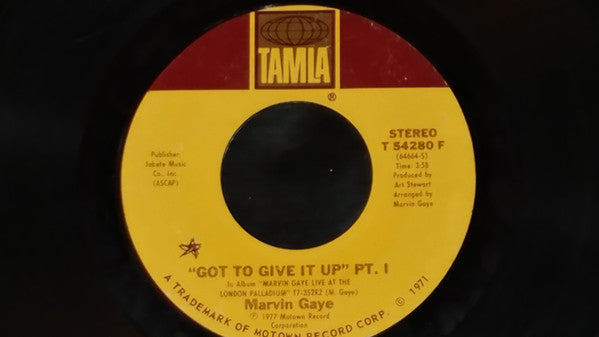 TAMLA
®
STEREO
T 54280 F
(64664-S)
Time: 3:58
Produced by
Art Stewart
Arranged by
Marvin Gaye
Publisher:
Jobete Music
Co., Inc.
(ASCAP)
"GOT TO GIVE IT UP" PT. I
In Album "MARVIN GAYE LIVE AT THE
LONDON PALLADIUM" T7-352R2 (M. Gaye)
Marvin Gaye
℗ 1977 Motown Record
Corporation
A TRADEMARK OF MOTOWN RECORD CORP. © 1971